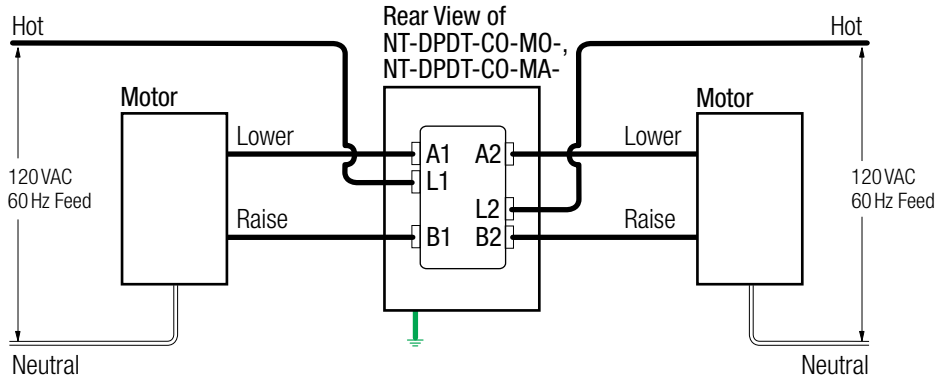 Hot
Rear View of
NT-DPDT-CO-MO-,
NT-DPDT-CO-MA-
Hot
Motor
Motor
Lower
A1
A2
Lower
L1
120 VAC
60 Hz Feed
L2
120 VAC
60 Hz Feed
Raise
B1
B2
Raise
Neutral
Neutral